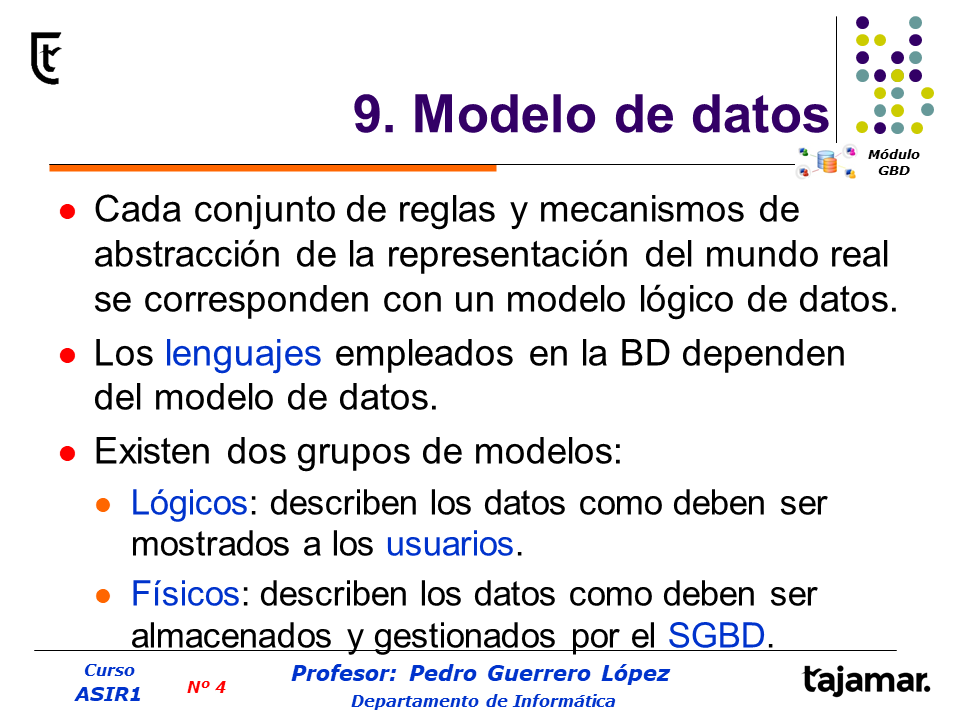 9. Modelo de datos
Módulo
GBD
Cada conjunto de reglas y mecanismos de
abstracción de la representación del mundo real
se corresponden con un modelo lógico de datos.
Los lenguajes empleados en la BD dependen
del modelo de datos.
Existen dos grupos de modelos:
Lógicos: describen los datos como deben ser
mostrados a los usuarios.
Físicos: describen los datos como deben ser
almacenados y gestionados por el SGBD.
Curso
ASIR1
Nº 4
Profesor: Pedro Guerrero López
Departamento de Informática
tajamar.